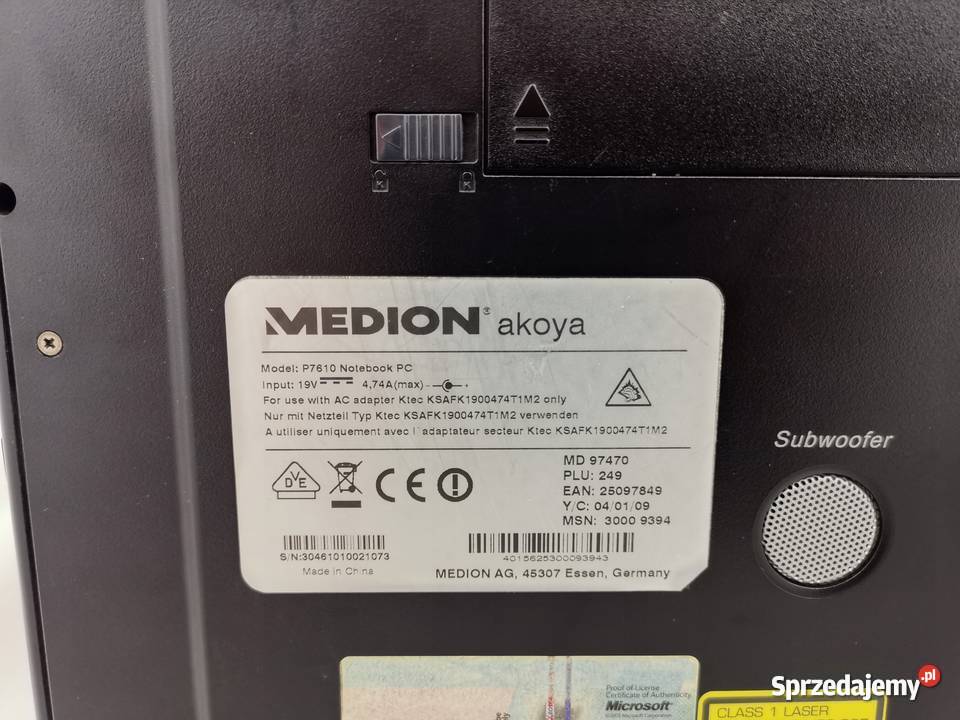 MEDION® akoya
Model: P7610 Notebook PC
Input: 19V 4,74A(max)
For use with AC adapter Ktec KSAFK1900474T1M2 only
Nur mit Netzteil Typ Ktec KSAFK1900474T1M2 verwenden
A utiliser uniquement avec l'adaptateur secteur Ktec KSAFK1900474T1M2
DVE
CE
MD 97470
PLU: 249
EAN: 25097849
Y/C: 04/01/09
MSN: 3000 9394
S/N:30461010021073
Made in China
4015625300093943
MEDION AG, 45307 Essen, Germany
Subwoofer
Proof of License
Certificate of Authenticity
Microsoft
CLASS 1 LASER
Sprzedajemy.pl